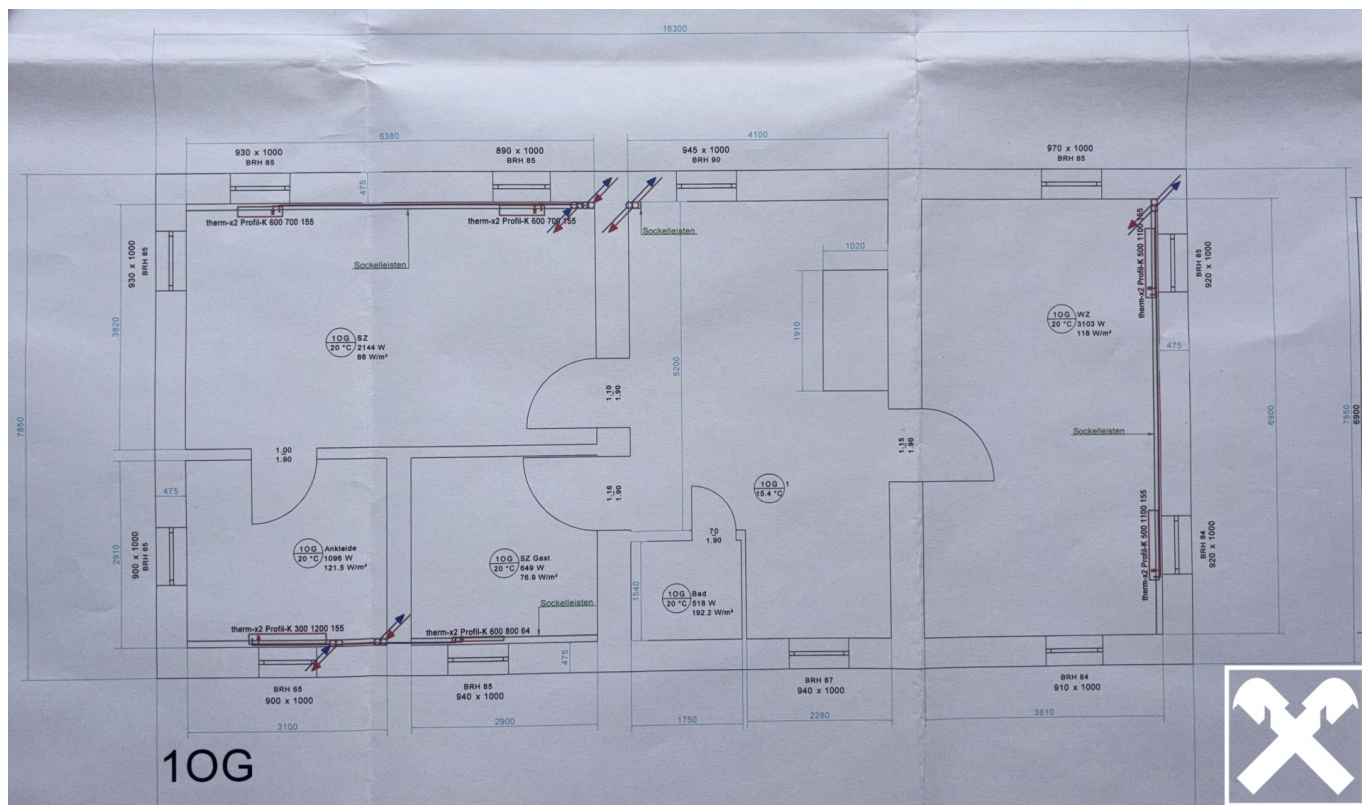 16300
6380
4100
930 x 1000
BRH 85
890 x 1000
BRH 85
945 x 1000
BRH 90
970 x 1000
BRH 85
475
therm-x2 Profil-K 600 700 155
therm-x2 Profil-K 600 700 155
Sockelleisten
Sockelleisten
930 x 1000
BRH 85
1020
therm-x2 Profil-K 500 1100 155
BRH 85
920 x 1000
3820
1OG SZ
20 °C 2144 W
88 W/m²
1910
1OG WZ
20 °C 3103 W
118 W/m²
475
5200
7850
1.10
1.90
6900
7850
6900
Sockelleisten
1.00
1.90
1.15
1.90
475
1.16
1.90
1OG 1
15.4 °C
2910
900 x 1000
BRH 65
1OG Ankleide
20 °C 1096 W
121.5 W/m²
1OG SZ Gast
20 °C 649 W
76.9 W/m²
70
1.90
therm-x2 Profil-K 500 1100 155
BRH 84
920 x 1000
1540
1OG Bad
20 °C 518 W
192.2 W/m²
Sockelleisten
therm-x2 Profil-K 300 1200 155
therm-x2 Profil-K 600 800 64
475
BRH 65
900 x 1000
BRH 85
940 x 1000
BRH 87
940 x 1000
BRH 84
910 x 1000
3100
2900
1750
2280
3810
1OG